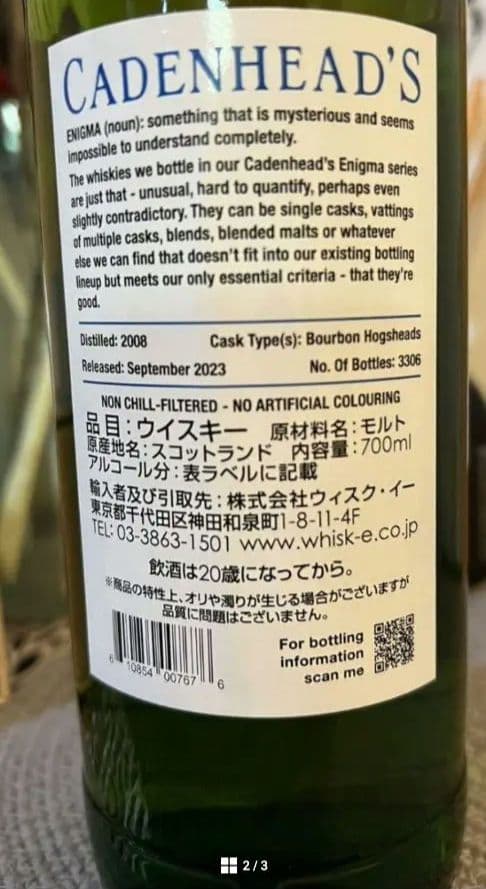 CADENHEAD'S
ENIGMA (noun): something that is mysterious and seems
impossible to understand completely.
The whiskies we bottle in our Cadenhead's Enigma series
are just that - unusual, hard to quantify, perhaps even
slightly contradictory. They can be single casks, vattings
of multiple casks, blends, blended malts or whatever
else we can find that doesn't fit into our existing bottling
lineup but meets our only essential criteria - that they're
good.
Distilled: 2008 Cask Type(s): Bourbon Hogsheads
Released: September 2023 No. Of Bottles: 3306
NON CHILL-FILTERED - NO ARTIFICIAL COLOURING
品目:ウイスキー 原材料名:モルト
原産地名:スコットランド 内容量:700ml
アルコール分:表ラベルに記載
輸入者及び引取先:株式会社ウィスク・イー
東京都千代田区神田和泉町1-8-11-4F
TEL: 03-3863-1501 www.whisk-e.co.jp
飲酒は20歳になってから。
※商品の特性上、オリや濁りが生じる場合がございますが
品質に問題はございません。
6 10854 00767 6
For bottling
information
scan me
2/3